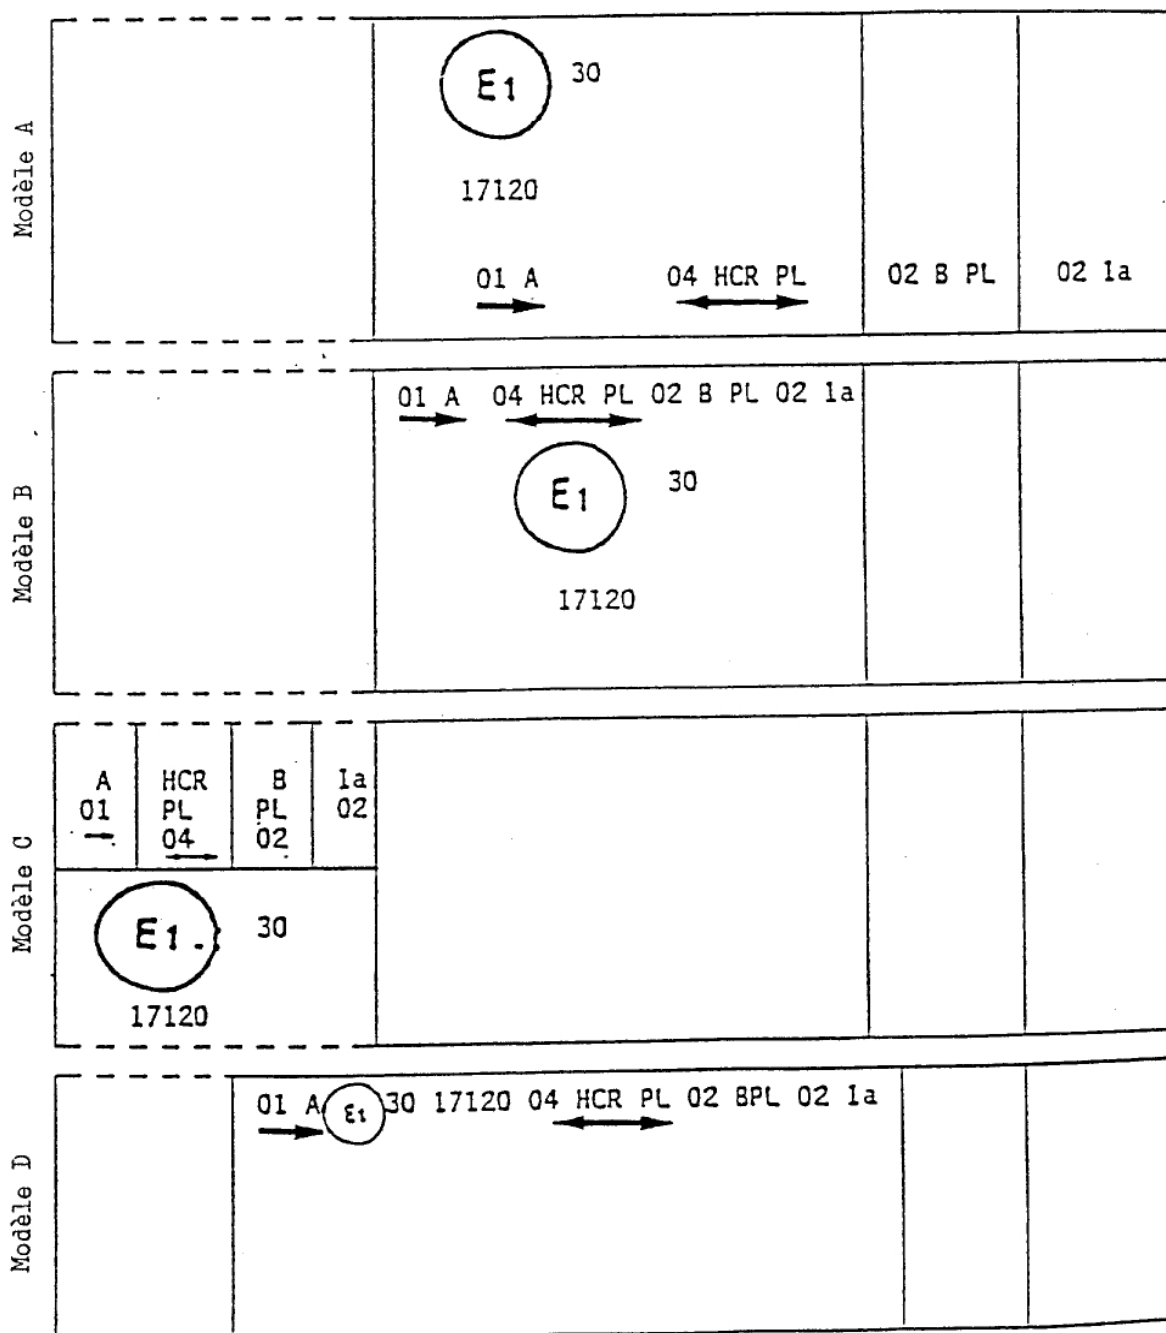 Modèle A
E1 30
17120
01 A 04 HCR PL 02 B PL 02 1a
Modèle B
01 A 04 HCR PL 02 B PL 02 1a
E1 30
17120
Modèle C
A HCR B 1a
01 PL PL 02
04 02
E1 30
17120
Modèle D
01 A E1 30 17120 04 HCR PL 02 BPL 02 1a